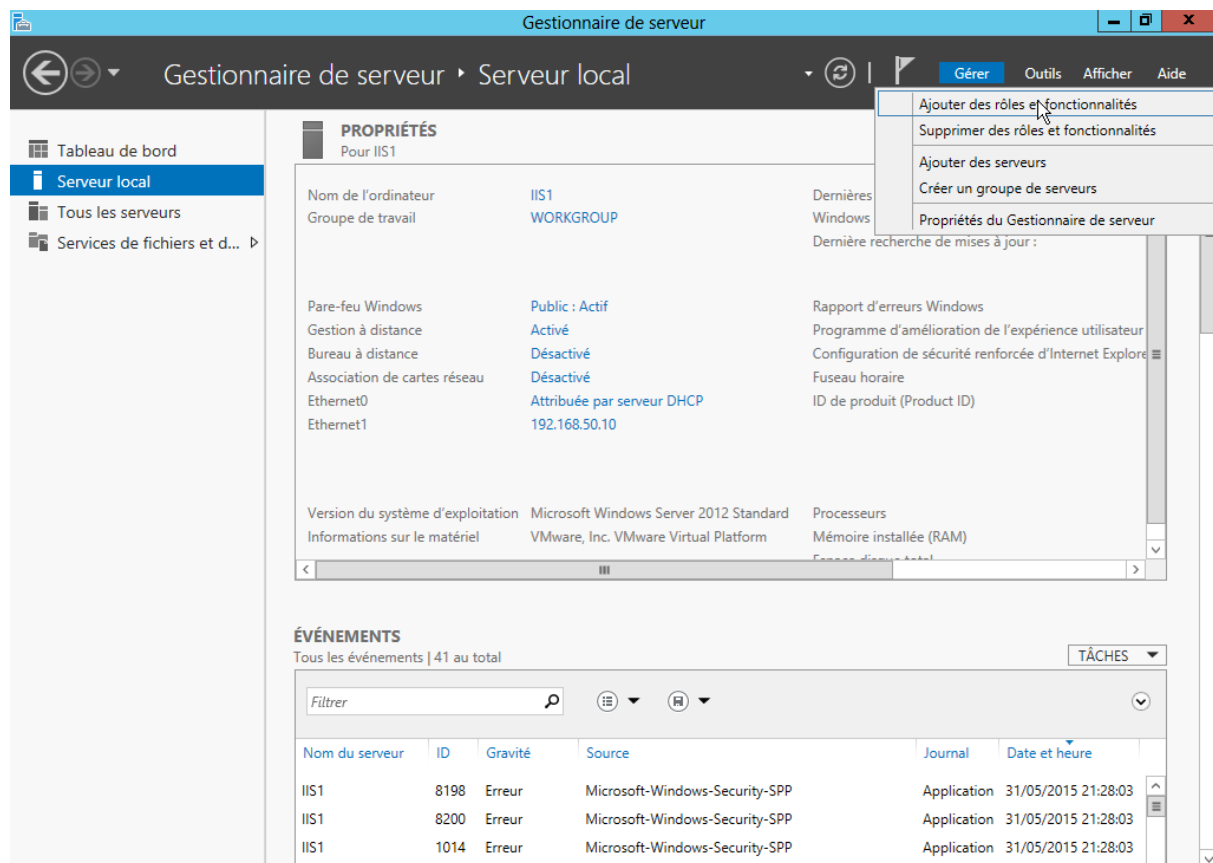 Gestionnaire de serveur
Gestionnaire de serveur ‣ Serveur local
Gérer Outils Afficher Aide
Ajouter des rôles et fonctionnalités
Supprimer des rôles et fonctionnalités
Ajouter des serveurs
Créer un groupe de serveurs
Propriétés du Gestionnaire de serveur
Tableau de bord
Serveur local
Tous les serveurs
Services de fichiers et d...
PROPRIÉTÉS
Pour IIS1
Nom de l'ordinateur IIS1 Dernières
Groupe de travail WORKGROUP Windows
Dernière recherche de mises à jour :
Pare-feu Windows Public : Actif Rapport d'erreurs Windows
Gestion à distance Activé Programme d'amélioration de l'expérience utilisateur
Bureau à distance Désactivé Configuration de sécurité renforcée d'Internet Explore
Association de cartes réseau Désactivé Fuseau horaire
Ethernet0 Attribuée par serveur DHCP ID de produit (Product ID)
Ethernet1 192.168.50.10
Version du système d'exploitation Microsoft Windows Server 2012 Standard Processeurs
Informations sur le matériel VMware, Inc. VMware Virtual Platform Mémoire installée (RAM)
Espace disque total
ÉVÉNEMENTS
Tous les événements | 41 au total
TÂCHES
Filtrer
Nom du serveur ID Gravité Source Journal Date et heure
IIS1 8198 Erreur Microsoft-Windows-Security-SPP Application 31/05/2015 21:28:03
IIS1 8200 Erreur Microsoft-Windows-Security-SPP Application 31/05/2015 21:28:03
IIS1 1014 Erreur Microsoft-Windows-Security-SPP Application 31/05/2015 21:28:03